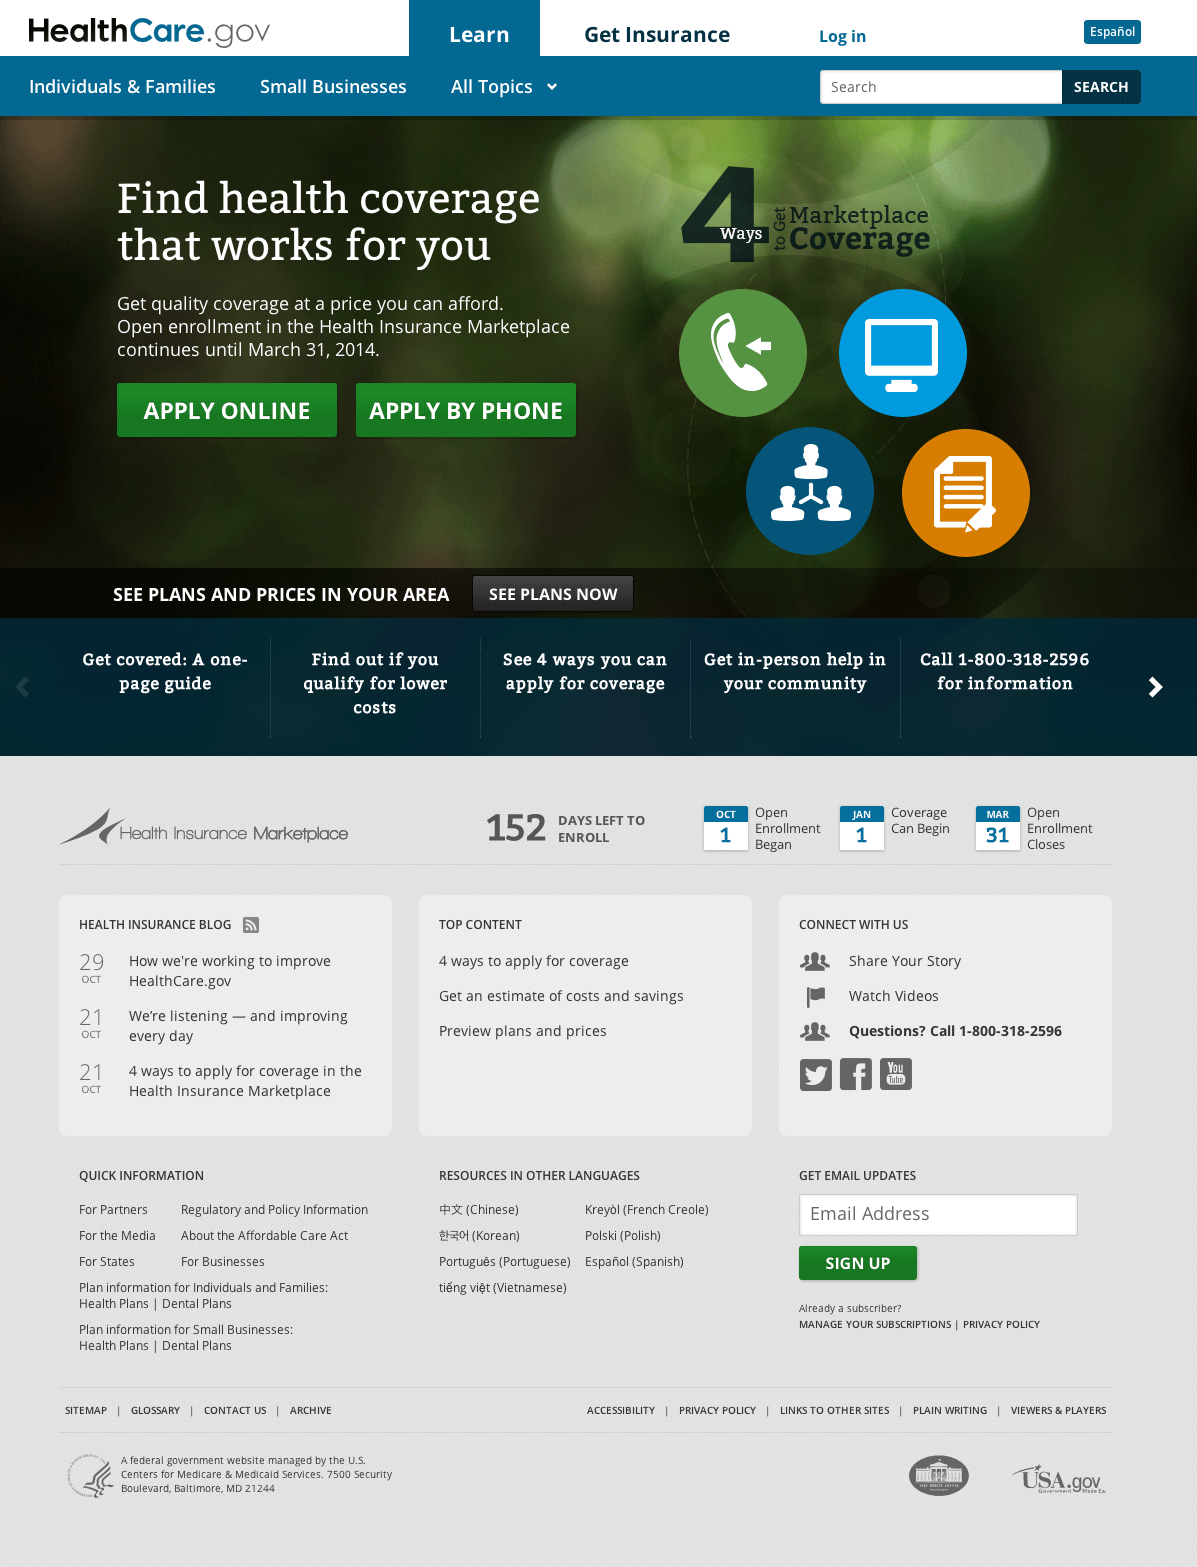 HealthCare.gov
Learn
Get Insurance
Log in
Español
Individuals & Families
Small Businesses
All Topics
Search
SEARCH
Find health coverage
that works for you
Get quality coverage at a price you can afford.
Open enrollment in the Health Insurance Marketplace
continues until March 31, 2014.
APPLY ONLINE
APPLY BY PHONE
4 Ways to Get Marketplace
Coverage
SEE PLANS AND PRICES IN YOUR AREA
SEE PLANS NOW
Get covered: A one-
page guide
Find out if you
qualify for lower
costs
See 4 ways you can
apply for coverage
Get in-person help in
your community
Call 1-800-318-2596
for information
Health Insurance Marketplace
152
DAYS LEFT TO
ENROLL
OCT
1
Open
Enrollment
Began
JAN
1
Coverage
Can Begin
MAR
31
Open
Enrollment
Closes
HEALTH INSURANCE BLOG
29
OCT
How we're working to improve
HealthCare.gov
21
OCT
We’re listening — and improving
every day
21
OCT
4 ways to apply for coverage in the
Health Insurance Marketplace
TOP CONTENT
4 ways to apply for coverage
Get an estimate of costs and savings
Preview plans and prices
CONNECT WITH US
Share Your Story
Watch Videos
Questions? Call 1-800-318-2596
You
Tube
QUICK INFORMATION
For Partners
Regulatory and Policy Information
For the Media
About the Affordable Care Act
For States
For Businesses
Plan information for Individuals and Families:
Health Plans | Dental Plans
Plan information for Small Businesses:
Health Plans | Dental Plans
RESOURCES IN OTHER LANGUAGES
中文 (Chinese)
Kreyòl (French Creole)
한국어 (Korean)
Polski (Polish)
Português (Portuguese)
Español (Spanish)
tiếng việt (Vietnamese)
GET EMAIL UPDATES
Email Address
SIGN UP
Already a subscriber?
MANAGE YOUR SUBSCRIPTIONS | PRIVACY POLICY
SITEMAP | GLOSSARY | CONTACT US | ARCHIVE
ACCESSIBILITY | PRIVACY POLICY | LINKS TO OTHER SITES | PLAIN WRITING | VIEWERS & PLAYERS
A federal government website managed by the U.S.
Centers for Medicare & Medicaid Services. 7500 Security
Boulevard, Baltimore, MD 21244
THE WHITE HOUSE
USA.gov
Government Made Ea